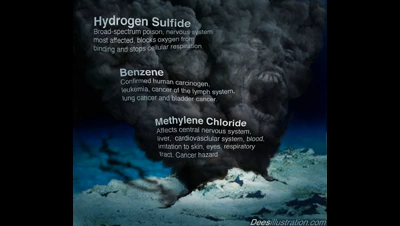 Hydrogen Sulfide
Broad-spectrum poison, nervous system
most affected, blocks oxygen from
binding and stops cellular respiration.
Benzene
Confirmed human carcinogen,
leukemia, cancer of the lymph system,
lung cancer and bladder cancer.
Methylene Chloride
Affects central nervous system,
liver, cardiovasclular system, blood,
irritation to skin, eyes, respiratory
tract. Cancer hazard.
Deesillustration.com